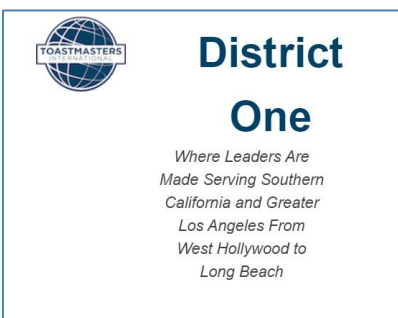 TOASTMASTERS
INTERNATIONAL
District
One
Where Leaders Are
Made Serving Southern
California and Greater
Los Angeles From
West Hollywood to
Long Beach